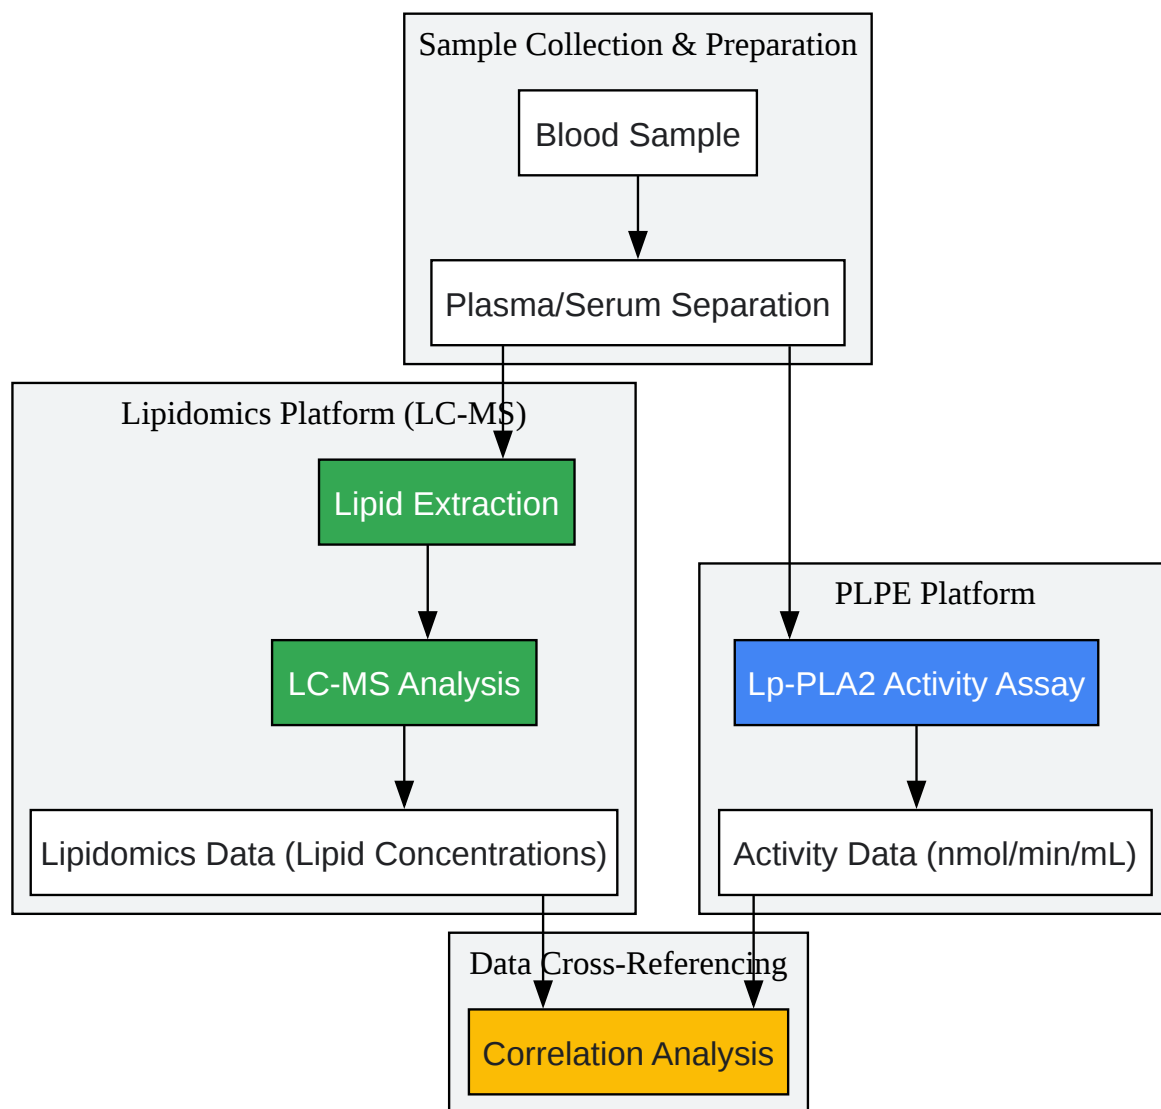 Sample Collection & Preparation
Blood Sample
Plasma/Serum Separation
Lipidomics Platform (LC-MS)
Lipid Extraction
LC-MS Analysis
Lipidomics Data (Lipid Concentrations)
PLPE Platform
Lp-PLA2 Activity Assay
Activity Data (nmol/min/mL)
Data Cross-Referencing
Correlation Analysis